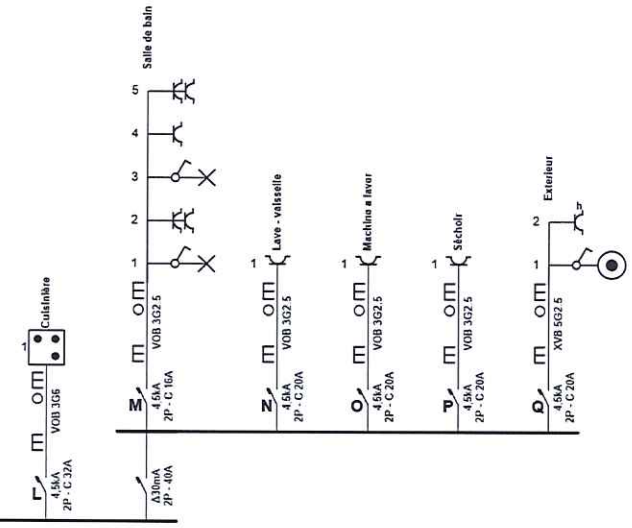 L
4,5kA
2P - C 32A
VOB 3G6
1
Cuisinière
Δ30mA
2P - 40A
M
4,5kA
2P - C 16A
VOB 3G2.5
1
2
3
4
5
Salle de bain
N
4,5kA
2P - C 20A
VOB 3G2.5
1
Lave - vaisselle
O
4,5kA
2P - C 20A
VOB 3G2.5
1
Machine a lavor
P
4,5kA
2P - C 20A
VOB 3G2.5
1
Séchoir
Q
4,5kA
2P - C 20A
XVB 5G2.5
1
2
h
Exterieur